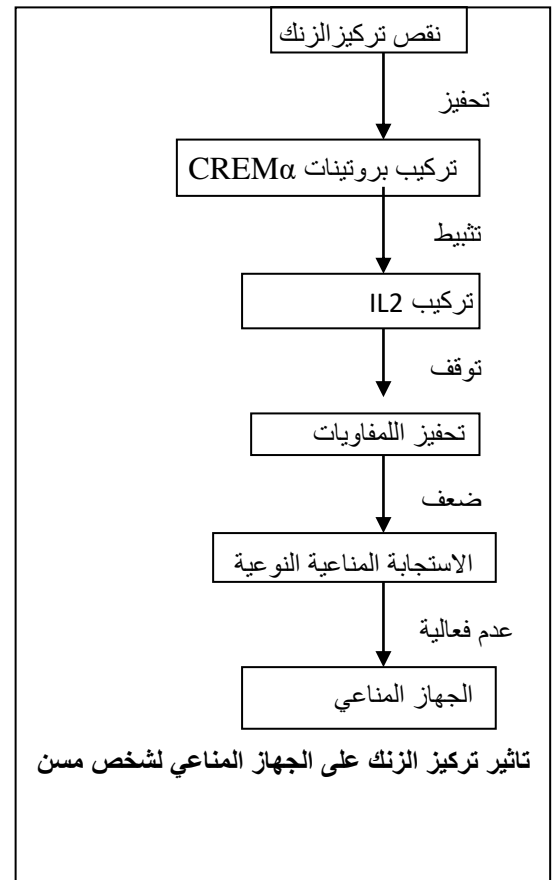 نقص تركيزالزنك
تحفيز
تركيب بروتينات CREMα
تثبيط
تركيب IL2
توقف
تحفيز اللمفاويات
ضعف
الاستجابة المناعية النوعية
عدم فعالية
الجهاز المناعي
تاثير تركيز الزنك على الجهاز المناعي لشخص مسن